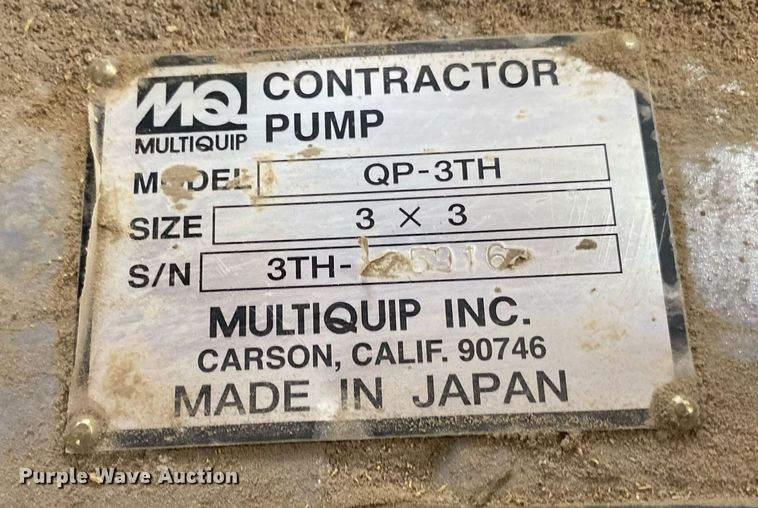 MQ
MULTIQUIP
CONTRACTOR
PUMP
MODEL QP-3TH
SIZE 3 × 3
S/N 3TH-
MULTIQUIP INC.
CARSON, CALIF. 90746
MADE IN JAPAN
Purple Wave Auction